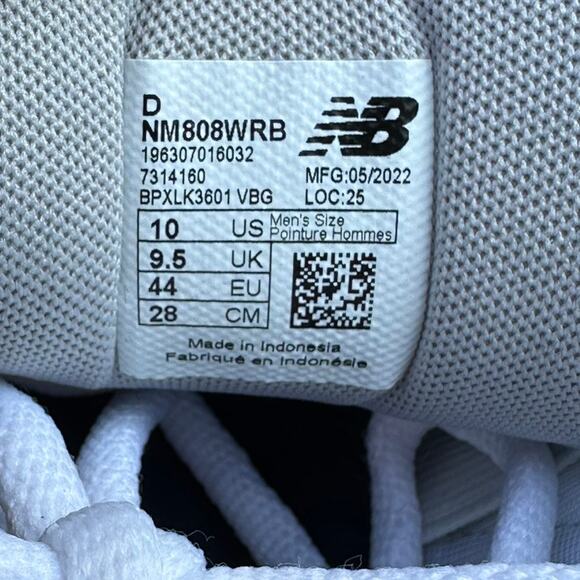 D
NM808WRB
NB
196307016032
7314160 MFG:05/2022
BPXLK3601 VBG LOC:25
10 US Men's Size
Pointure Hommes
9.5 UK
44 EU
28 CM
Made in Indonesia
Fabriqué en Indonésie